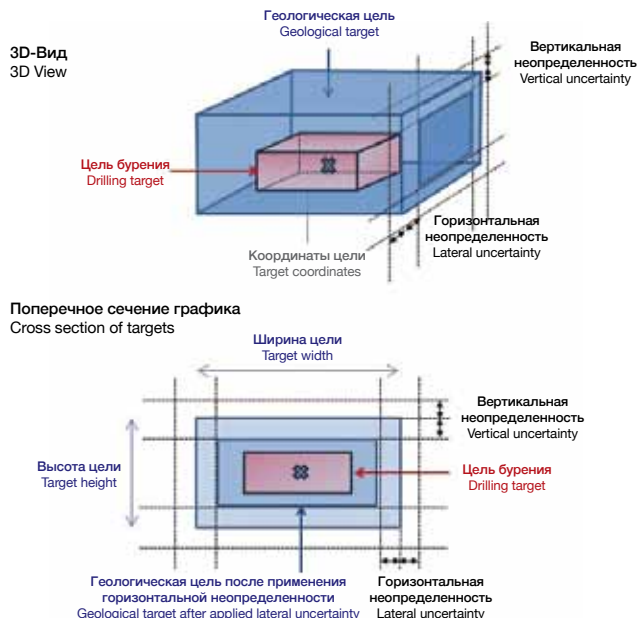 Геологическая цель
Geological target
3D-Вид
3D View
Вертикальная
неопределенность
Vertical uncertainty
Цель бурения
Drilling target
Горизонтальная
неопределенность
Lateral uncertainty
Координаты цели
Target coordinates
Поперечное сечение графика
Cross section of targets
Ширина цели
Target width
Вертикальная
неопределенность
Vertical uncertainty
Высота цели
Target height
Цель бурения
Drilling target
Геологическая цель после применения
горизонтальной неопределенности
Geological target after applied lateral uncertainty
Горизонтальная
неопределенность
Lateral uncertainty